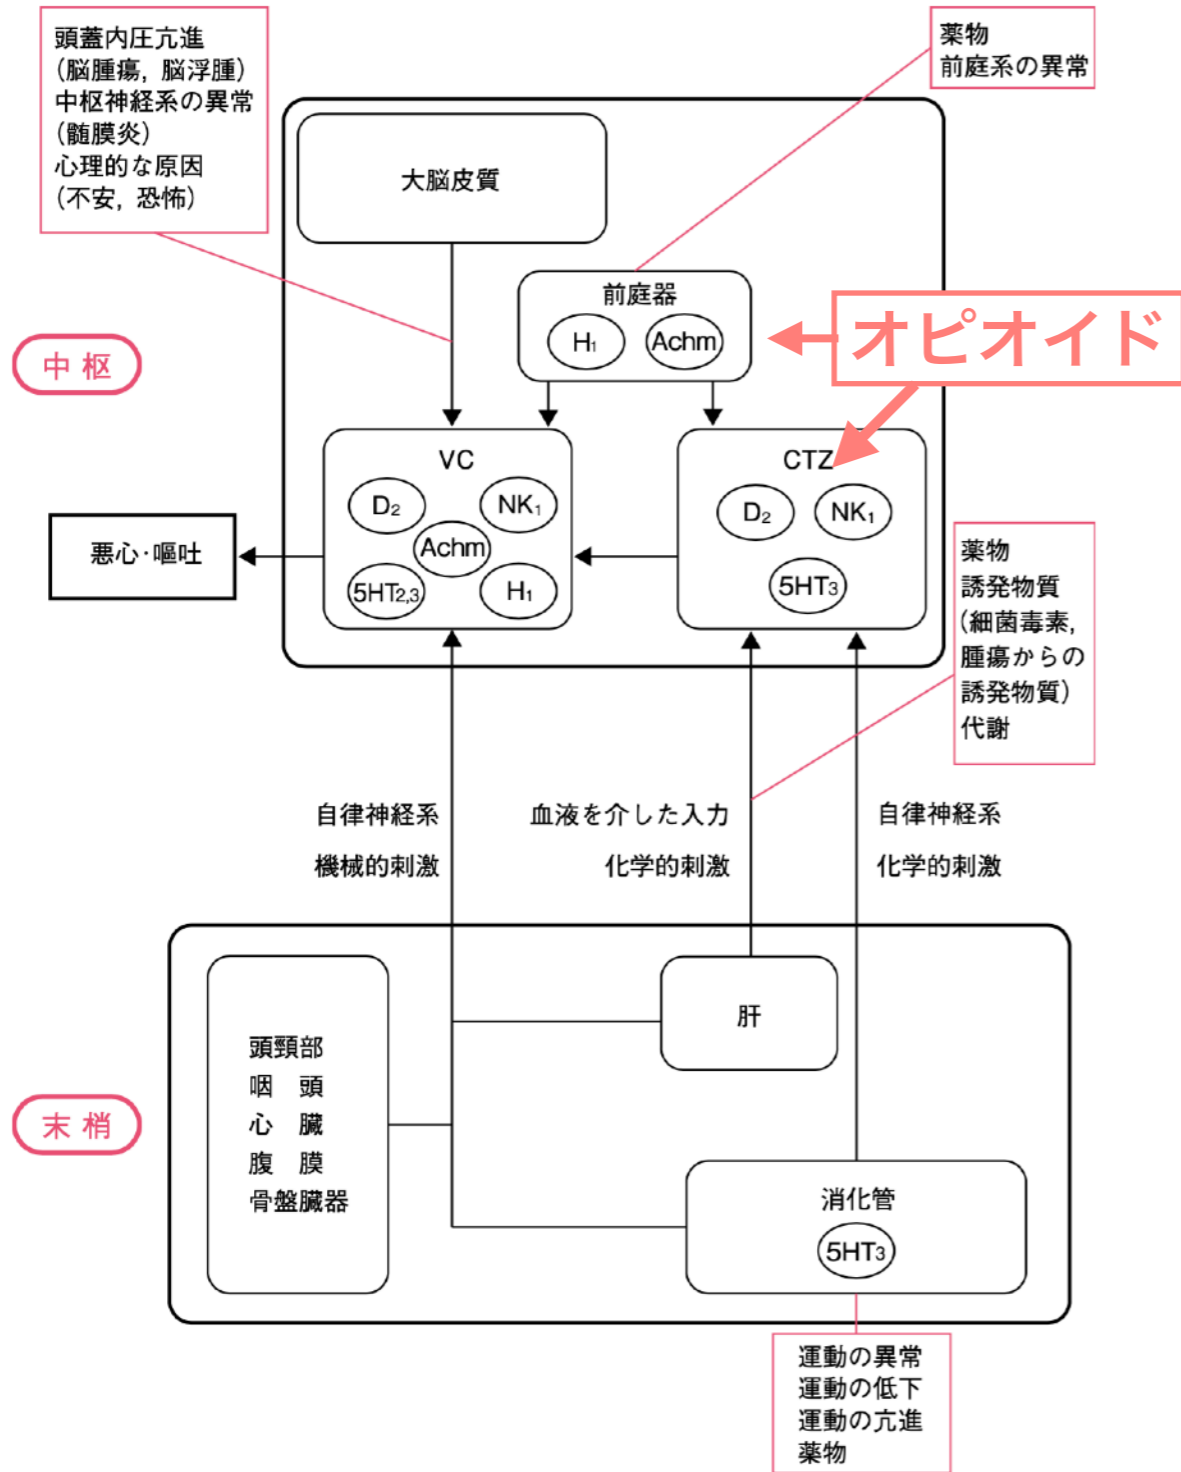 頭蓋内圧亢進
(脳腫瘍, 脳浮腫)
中枢神経系の異常
(髄膜炎)
心理的な原因
(不安, 恐怖)
薬物
前庭系の異常
大脳皮質
前庭器
H₁
Achm
オピオイド
中枢
VC
D₂
NK₁
Achm
5HT₂,₃
H₁
CTZ
D₂
NK₁
5HT₃
悪心・嘔吐
薬物
誘発物質
(細菌毒素,
腫瘍からの
誘発物質)
代謝
自律神経系
機械的刺激
血液を介した入力
化学的刺激
自律神経系
化学的刺激
末梢
頭頸部
咽 頭
心 臓
腹 膜
骨盤臓器
肝
消化管
5HT₃
運動の異常
運動の低下
運動の亢進
薬物